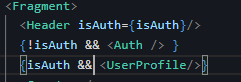 <Fragment>
<Header isAuth={isAuth}/>
{!isAuth && <Auth /> }
{isAuth && <UserProfile/>}